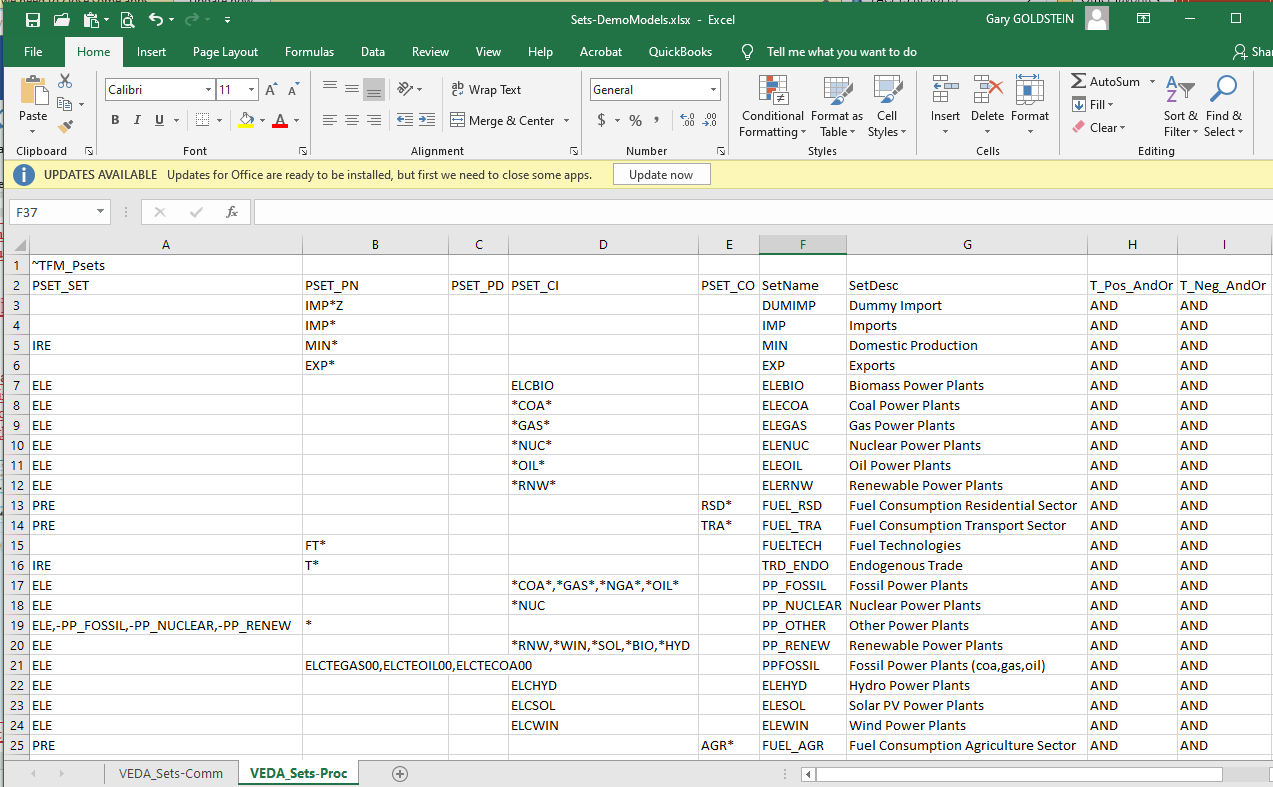 Sets-DemoModels.xlsx - Excel
Gary GOLDSTEIN
File Home Insert Page Layout Formulas Data Review View Help Acrobat QuickBooks Tell me what you want to do Shar
Paste
Clipboard
Calibri 11
B I U
Font
Wrap Text
Merge & Center
Alignment
General
$ % ,
Number
Conditional Formatting
Format as Table
Cell Styles
Styles
Insert Delete Format
Cells
AutoSum
Fill
Clear
Sort & Filter
Find & Select
Editing
UPDATES AVAILABLE Updates for Office are ready to be installed, but first we need to close some apps. Update now
F37 fx
A B C D E F G H I
1 ~TFM_Psets
2 PSET_SET PSET_PN PSET_PD PSET_CI PSET_CO SetName SetDesc T_Pos_AndOr T_Neg_AndOr
3 IMP*Z DUMIMP Dummy Import AND AND
4 IMP* IMP Imports AND AND
5 IRE MIN* MIN Domestic Production AND AND
6 EXP* EXP Exports AND AND
7 ELE ELCBIO ELEBIO Biomass Power Plants AND AND
8 ELE *COA* ELECOA Coal Power Plants AND AND
9 ELE *GAS* ELEGAS Gas Power Plants AND AND
10 ELE *NUC* ELENUC Nuclear Power Plants AND AND
11 ELE *OIL* ELEOIL Oil Power Plants AND AND
12 ELE *RNW* ELERNW Renewable Power Plants AND AND
13 PRE RSD* FUEL_RSD Fuel Consumption Residential Sector AND AND
14 PRE TRA* FUEL_TRA Fuel Consumption Transport Sector AND AND
15 FT* FUELTECH Fuel Technologies AND AND
16 IRE T* TRD_ENDO Endogenous Trade AND AND
17 ELE *COA*,*GAS*,*NGA*,*OIL* PP_FOSSIL Fossil Power Plants AND AND
18 ELE *NUC PP_NUCLEAR Nuclear Power Plants AND AND
19 ELE,-PP_FOSSIL,-PP_NUCLEAR,-PP_RENEW * PP_OTHER Other Power Plants AND AND
20 ELE *RNW,*WIN,*SOL,*BIO,*HYD PP_RENEW Renewable Power Plants AND AND
21 ELE ELCTEGAS00,ELCTEOIL00,ELCTECOA00 PPFOSSIL Fossil Power Plants (coa,gas,oil) AND AND
22 ELE ELCHYD ELEHYD Hydro Power Plants AND AND
23 ELE ELCSOL ELESOL Solar PV Power Plants AND AND
24 ELE ELCWIN ELEWIN Wind Power Plants AND AND
25 PRE AGR* FUEL_AGR Fuel Consumption Agriculture Sector AND AND
VEDA_Sets-Comm VEDA_Sets-Proc